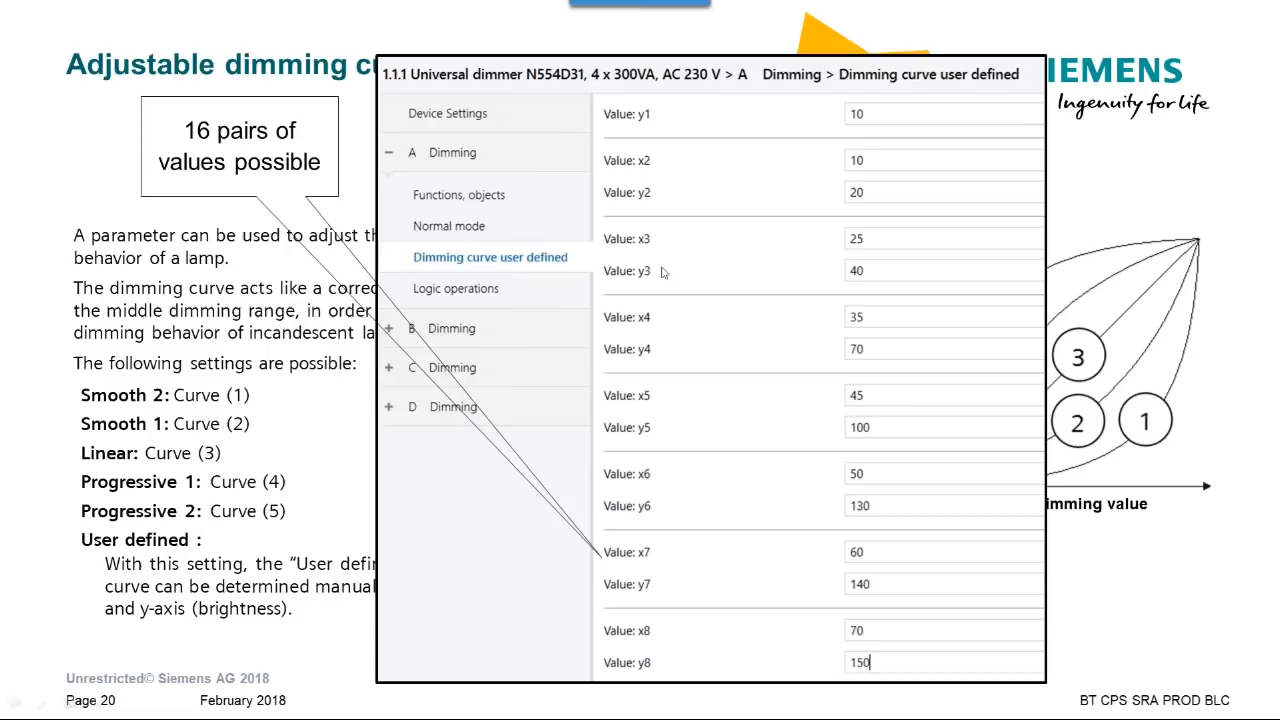 Adjustable dimming cu
IEMENS
Ingenuity for life
16 pairs of
values possible
A parameter can be used to adjust th
behavior of a lamp.
The dimming curve acts like a correc
the middle dimming range, in order
dimming behavior of incandescent la
The following settings are possible:
Smooth 2: Curve (1)
Smooth 1: Curve (2)
Linear: Curve (3)
Progressive 1: Curve (4)
Progressive 2: Curve (5)
User defined :
With this setting, the “User defin
curve can be determined manual
and y-axis (brightness).
1.1.1 Universal dimmer N554D31, 4 x 300VA, AC 230 V > A Dimming > Dimming curve user defined
Device Settings
− A Dimming
Functions, objects
Normal mode
Dimming curve user defined
Logic operations
+ B Dimming
+ C Dimming
+ D Dimming
Value: y1 10
Value: x2 10
Value: y2 20
Value: x3 25
Value: y3 40
Value: x4 35
Value: y4 70
Value: x5 45
Value: y5 100
Value: x6 50
Value: y6 130
Value: x7 60
Value: y7 140
Value: x8 70
Value: y8 150
3
2 1
imming value
Unrestricted© Siemens AG 2018
Page 20 February 2018 BT CPS SRA PROD BLC